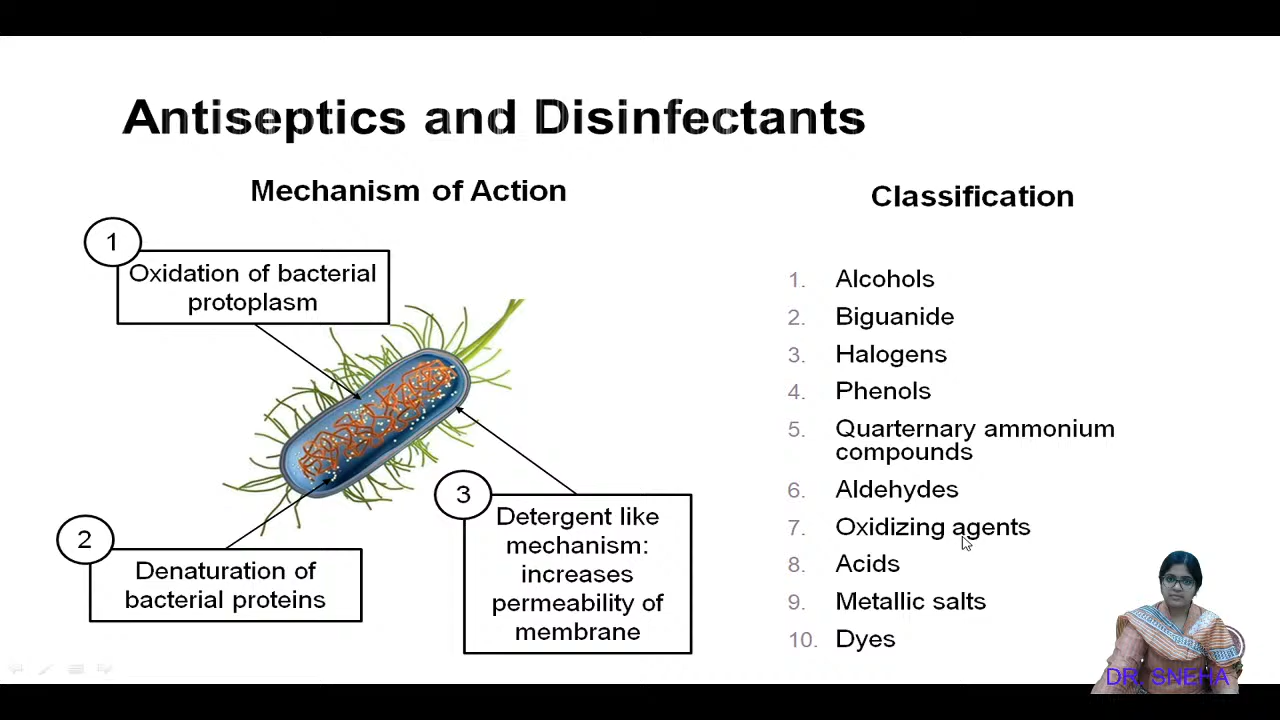 Antiseptics and Disinfectants
Mechanism of Action
1
Oxidation of bacterial
protoplasm
2
Denaturation of
bacterial proteins
3
Detergent like
mechanism:
increases
permeability of
membrane
Classification
1. Alcohols
2. Biguanide
3. Halogens
4. Phenols
5. Quarternary ammonium
compounds
6. Aldehydes
7. Oxidizing agents
8. Acids
9. Metallic salts
10. Dyes
DR. SNEHA